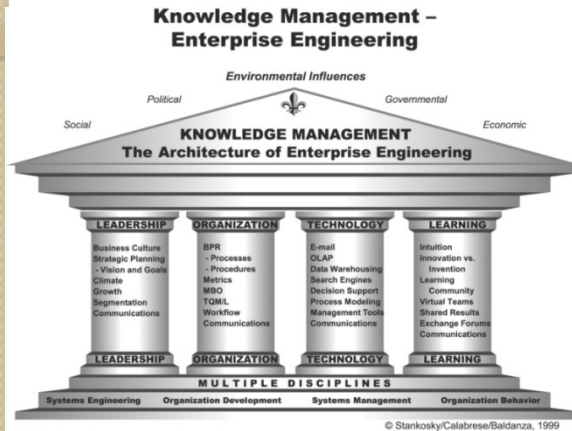 Knowledge Management –
Enterprise Engineering
Environmental Influences
Political
Governmental
Social
Economic
KNOWLEDGE MANAGEMENT
The Architecture of Enterprise Engineering
LEADERSHIP
Business Culture
Strategic Planning
- Vision and Goals
Climate
Growth
Segmentation
Communications
LEADERSHIP
ORGANIZATION
BPR
- Processes
- Procedures
Metrics
MBO
TQM/L
Workflow
Communications
ORGANIZATION
TECHNOLOGY
E-mail
OLAP
Data Warehousing
Search Engines
Decision Support
Process Modeling
Management Tools
Communications
TECHNOLOGY
LEARNING
Intuition
Innovation vs.
Invention
Learning
Community
Virtual Teams
Shared Results
Exchange Forums
Communications
LEARNING
MULTIPLE DISCIPLINES
Systems Engineering Organization Development Systems Management Organization Behavior
© Stankosky/Calabrese/Baldanza, 1999